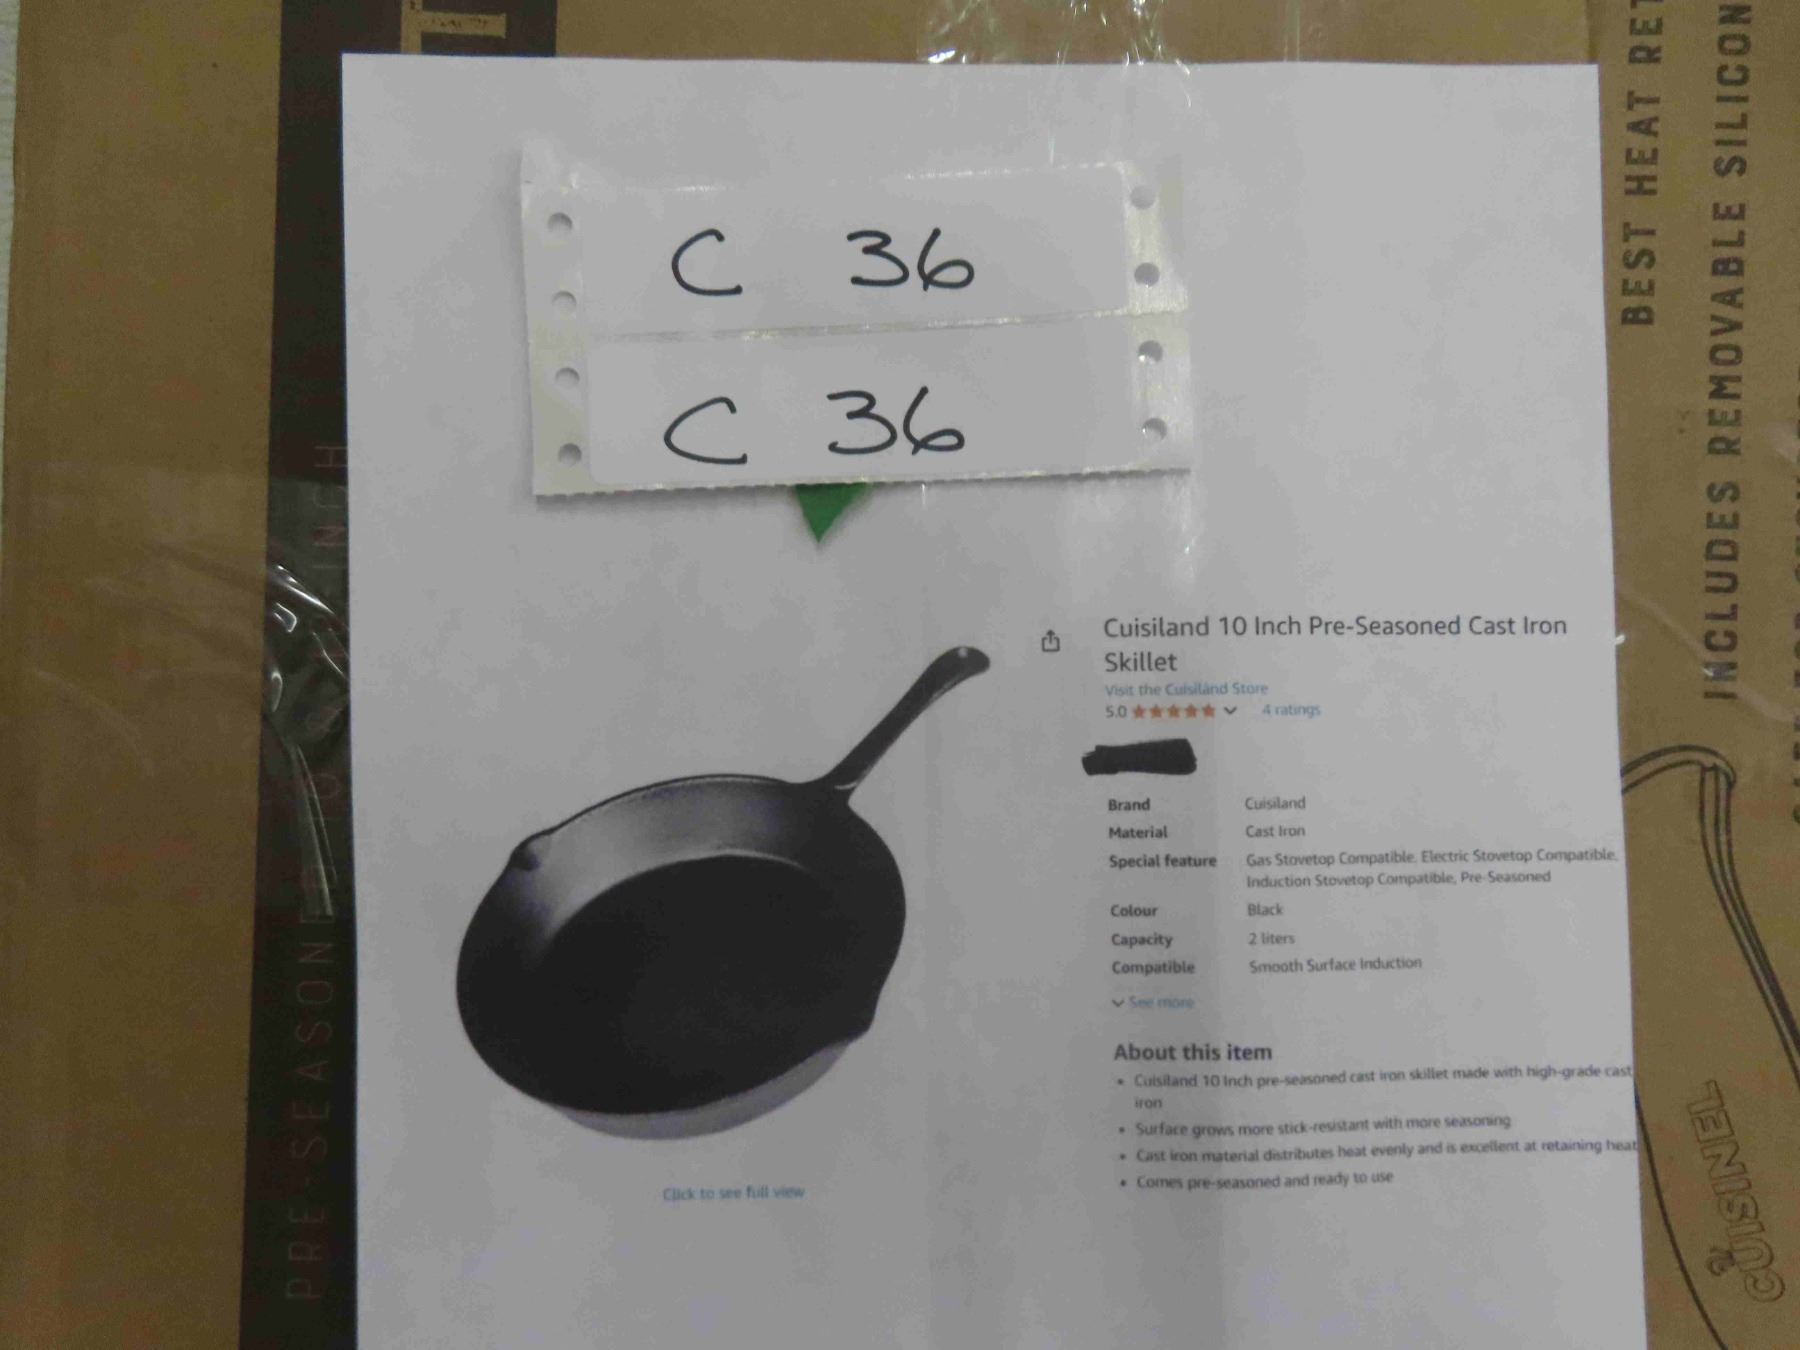 C 36
C 36
Cuisiland 10 Inch Pre-Seasoned Cast Iron
Skillet
Visit the Cuisiland Store
5.0
4 ratings
Brand Cuisiland
Material Cast Iron
Special feature Gas Stovetop Compatible, Electric Stovetop Compatible,
Induction Stovetop Compatible, Pre-Seasoned
Colour Black
Capacity 2 liters
Compatible Smooth Surface Induction
See more
About this item
• Cuisiland 10 Inch pre-seasoned cast iron skillet made with high-grade cast
iron
• Surface grows more stick-resistant with more seasoning
• Cast iron material distributes heat evenly and is excellent at retaining heat
• Comes pre-seasoned and ready to use
Click to see full view
BEST HEAT RET
INCLUDES REMOVABLE SILICON
CUISINEL
PRE-SEASONE
INCH